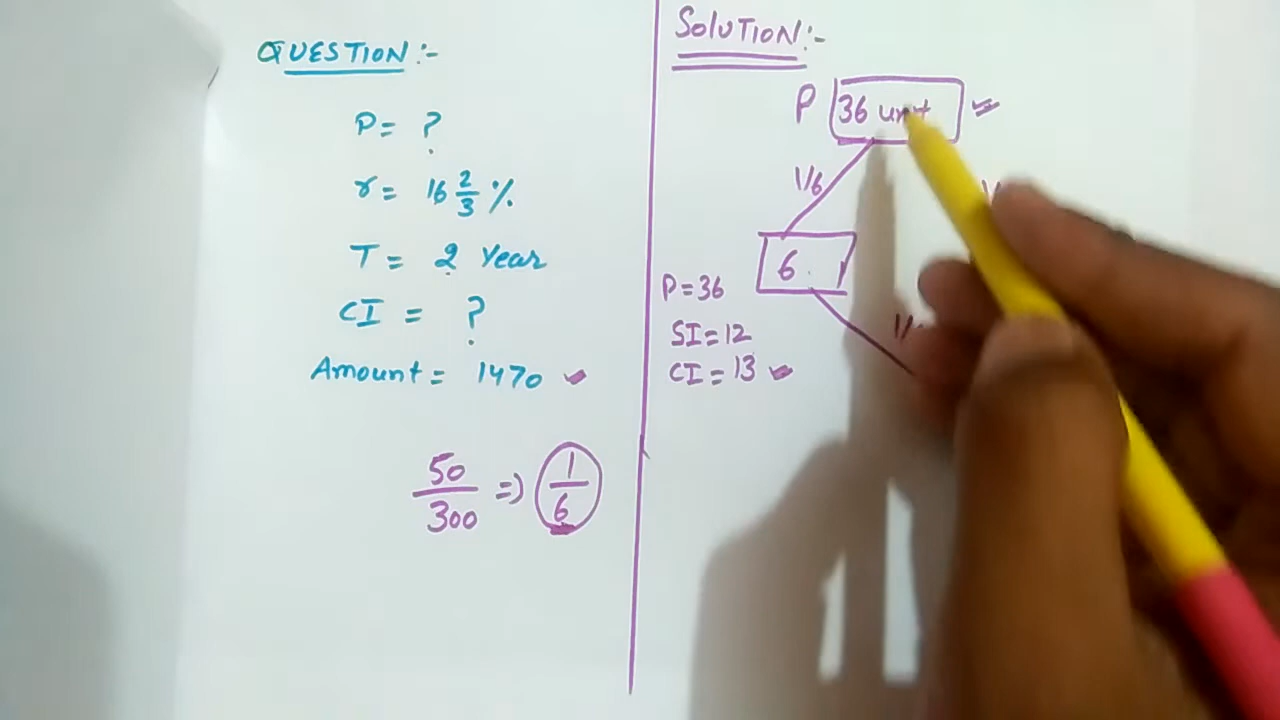 QUESTION :-
P = ?
r = 16 2/3 %
T = 2 Year
CI = ?
Amount = 1470
50/300 => 1/6
SOLUTION :-
P 36 unit
1/6
6
P = 36
SI = 12
CI = 13